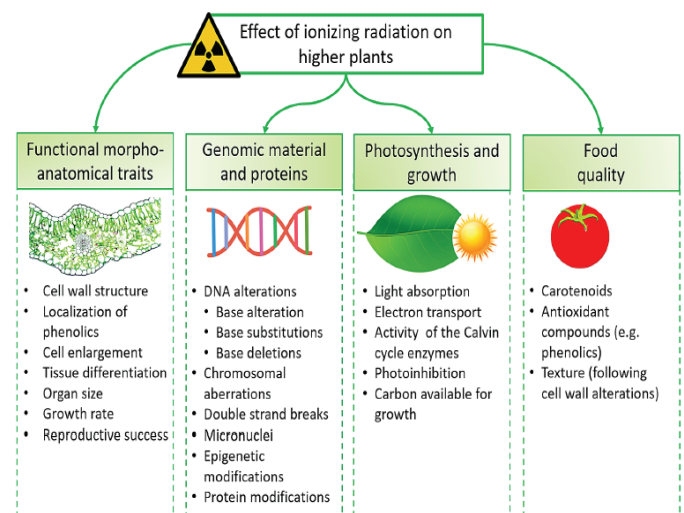 Effect of ionizing radiation on
higher plants
Functional morpho-
anatomical traits
• Cell wall structure
• Localization of
phenolics
• Cell enlargement
• Tissue differentiation
• Organ size
• Growth rate
• Reproductive success
Genomic material
and proteins
• DNA alterations
• Base alteration
• Base substitutions
• Base deletions
• Chromosomal
aberrations
• Double strand breaks
• Micronuclei
• Epigenetic
modifications
• Protein modifications
Photosynthesis and
growth
• Light absorption
• Electron transport
• Activity of the Calvin
cycle enzymes
• Photoinhibition
• Carbon available for
growth
Food
quality
• Carotenoids
• Antioxidant
compounds (e.g.
phenolics)
• Texture (following
cell wall alterations)